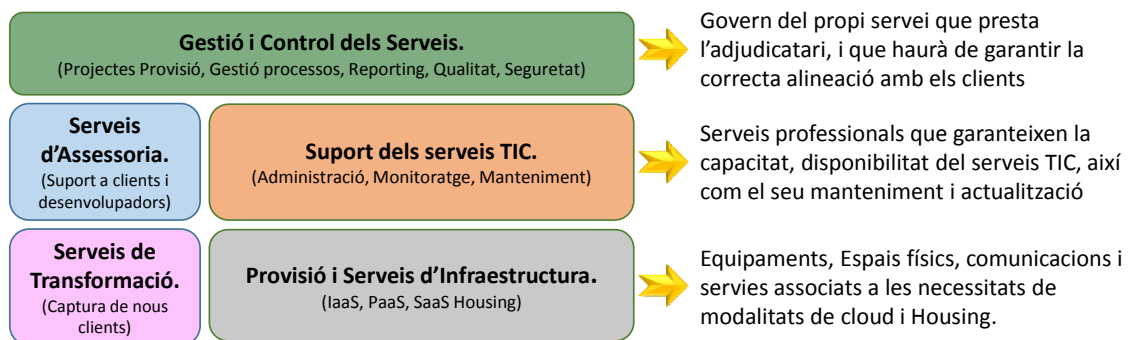 Gestió i Control dels Serveis.
(Projectes Provisió, Gestió processos, Reporting, Qualitat, Seguretat)
Govern del propi servei que presta
l'adjudicatari, i que haurà de garantir la
correcta alineació amb els clients
Serveis
d'Assessoria.
(Suport a clients i
desenvolupadors)
Suport dels serveis TIC.
(Administració, Monitoratge, Manteniment)
Serveis professionals que garanteixen la
capacitat, disponibilitat del serveis TIC, així
com el seu manteniment i actualització
Serveis de
Transformació.
(Captura de nous
clients)
Provisió i Serveis d'Infraestructura.
(IaaS, PaaS, SaaS Housing)
Equipaments, Espais físics, comunicacions i
servies associats a les necessitats de
modalitats de cloud i Housing.